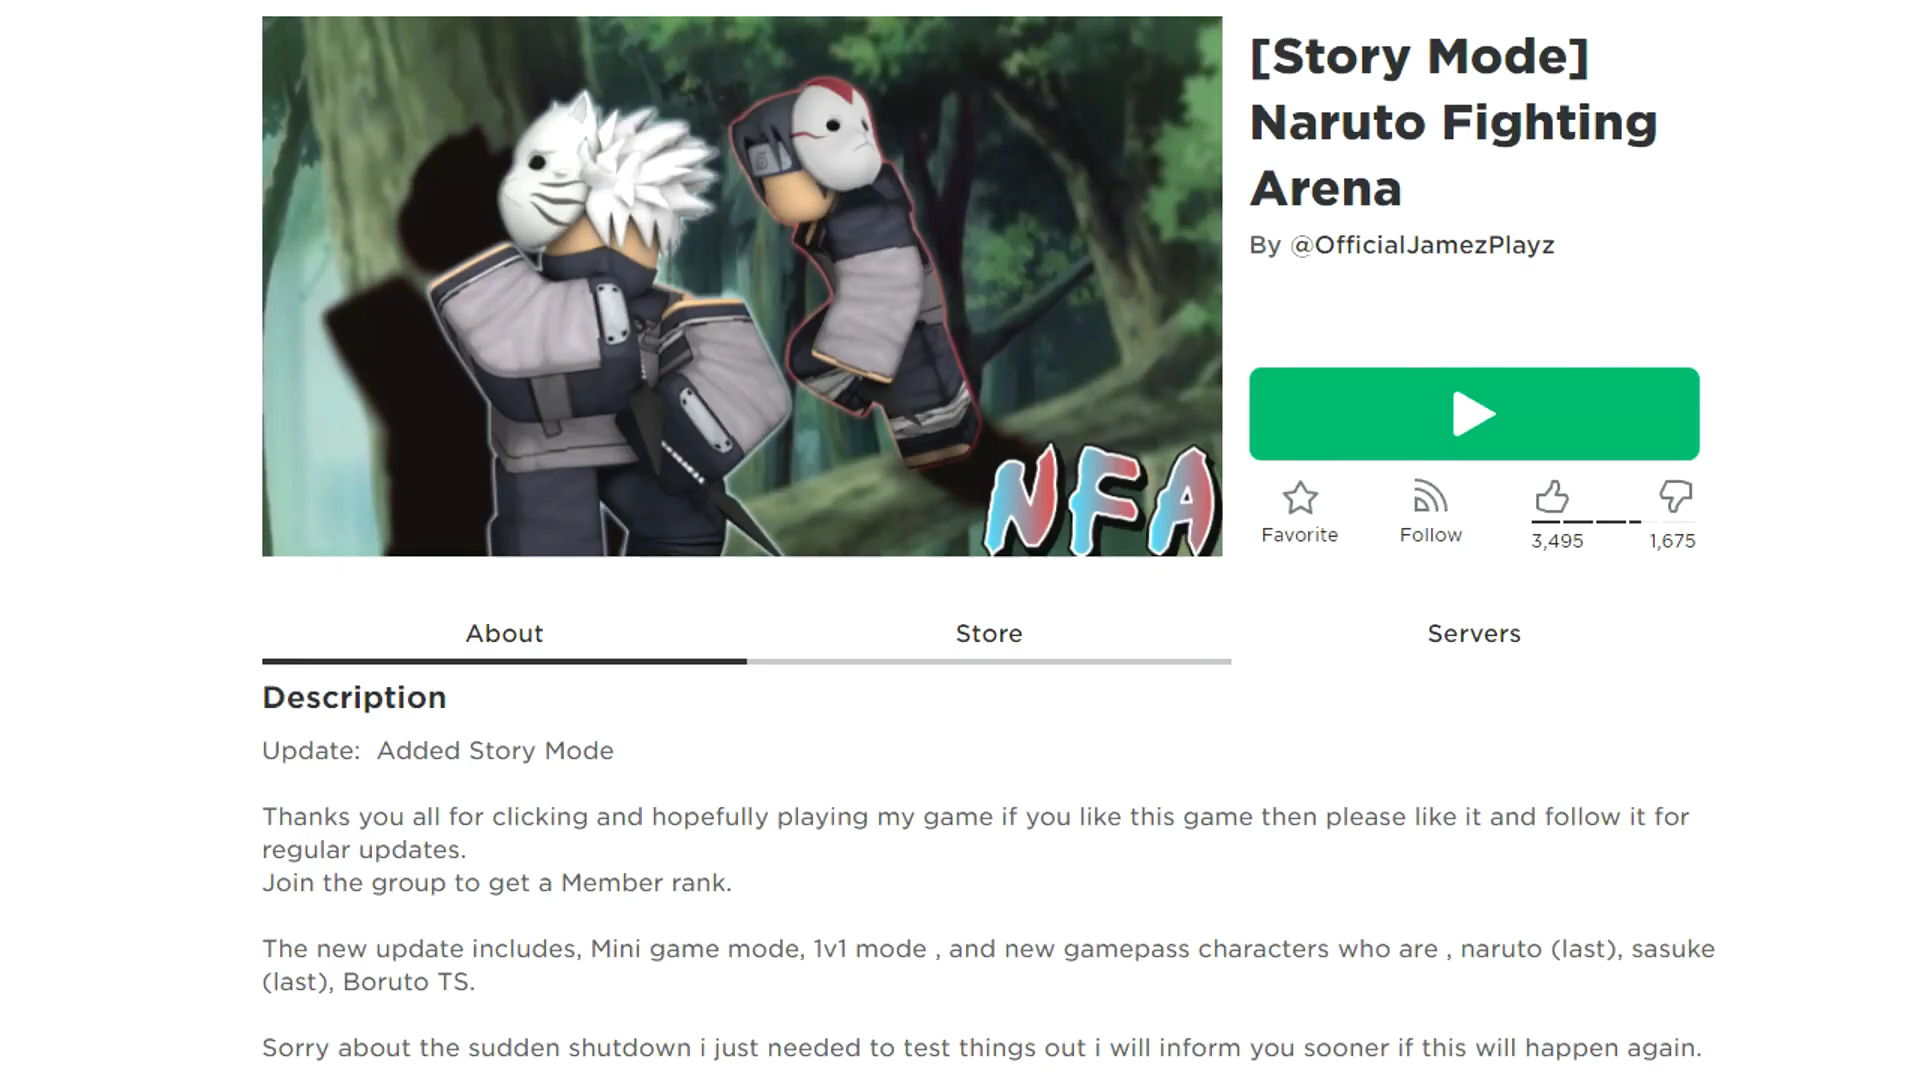 [Story Mode]
Naruto Fighting
Arena
By @OfficialJamezPlayz
NFA
Favorite
Follow
3,495
1,675
About
Store
Servers
Description
Update:  Added Story Mode
Thanks you all for clicking and hopefully playing my game if you like this game then please like it and follow it for
regular updates.
Join the group to get a Member rank.
The new update includes, Mini game mode, 1v1 mode , and new gamepass characters who are , naruto (last), sasuke
(last), Boruto TS.
Sorry about the sudden shutdown i just needed to test things out i will inform you sooner if this will happen again.